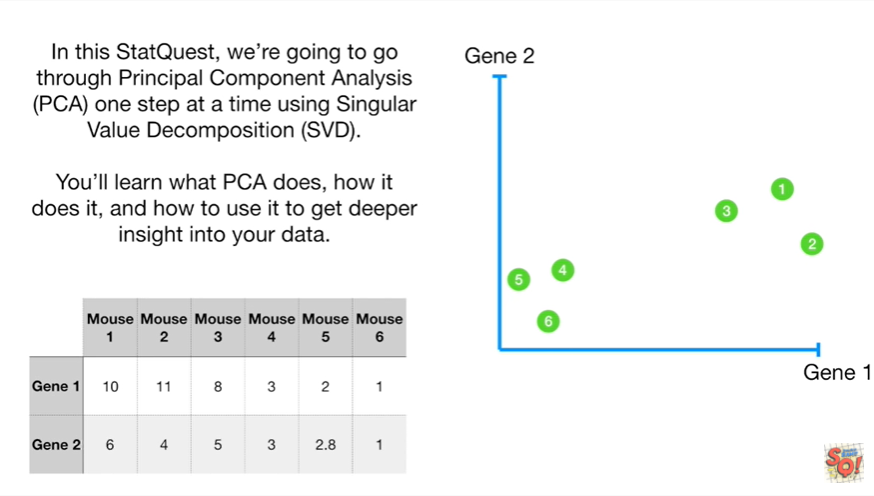 In this StatQuest, we're going to go
through Principal Component Analysis
(PCA) one step at a time using Singular
Value Decomposition (SVD).
You'll learn what PCA does, how it
does it, and how to use it to get deeper
insight into your data.
Mouse 1 Mouse 2 Mouse 3 Mouse 4 Mouse 5 Mouse 6
Gene 1 10 11 8 3 2 1
Gene 2 6 4 5 3 2.8 1
Gene 2
1
3
2
4
5
6
Gene 1
SQ!